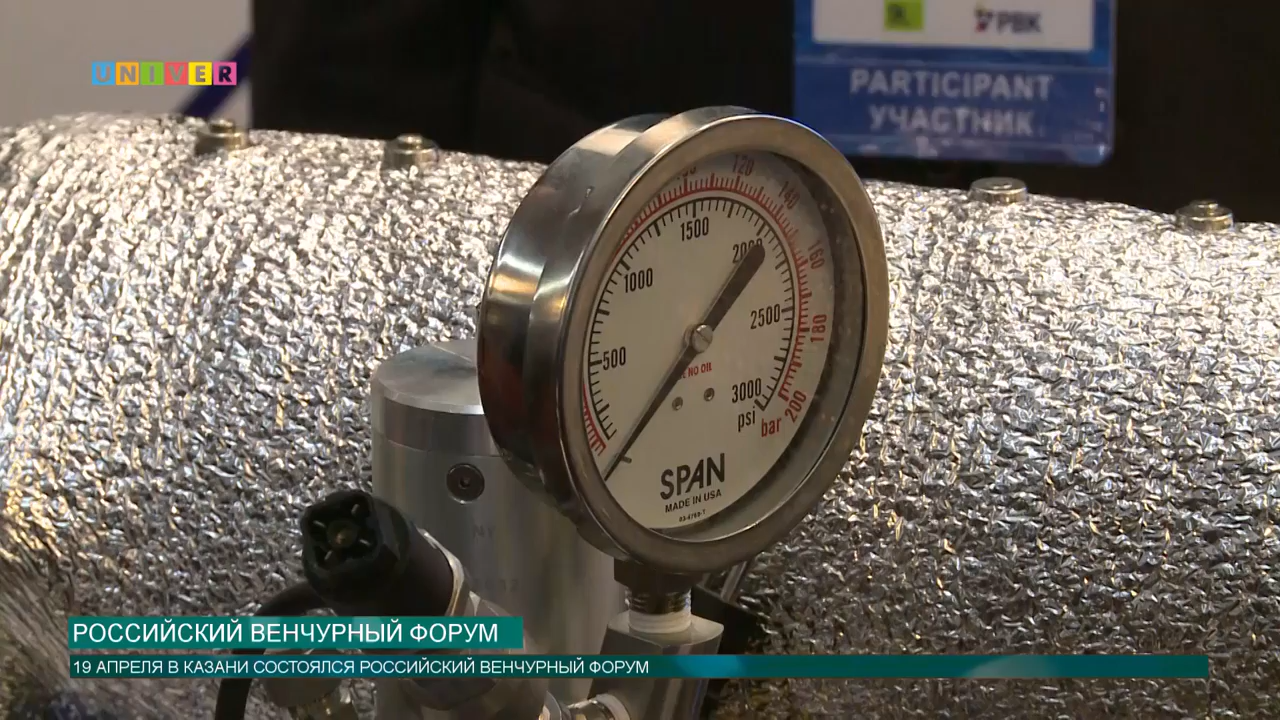 UNIVER
РВК
PARTICIPANT
УЧАСТНИК
120
140
160
180
200
500
1000
1500
2500
3000
psi
bar
NO OIL
SPAN
MADE IN USA
РОССИЙСКИЙ ВЕНЧУРНЫЙ ФОРУМ
19 АПРЕЛЯ В КАЗАНИ СОСТОЯЛСЯ РОССИЙСКИЙ ВЕНЧУРНЫЙ ФОРУМ